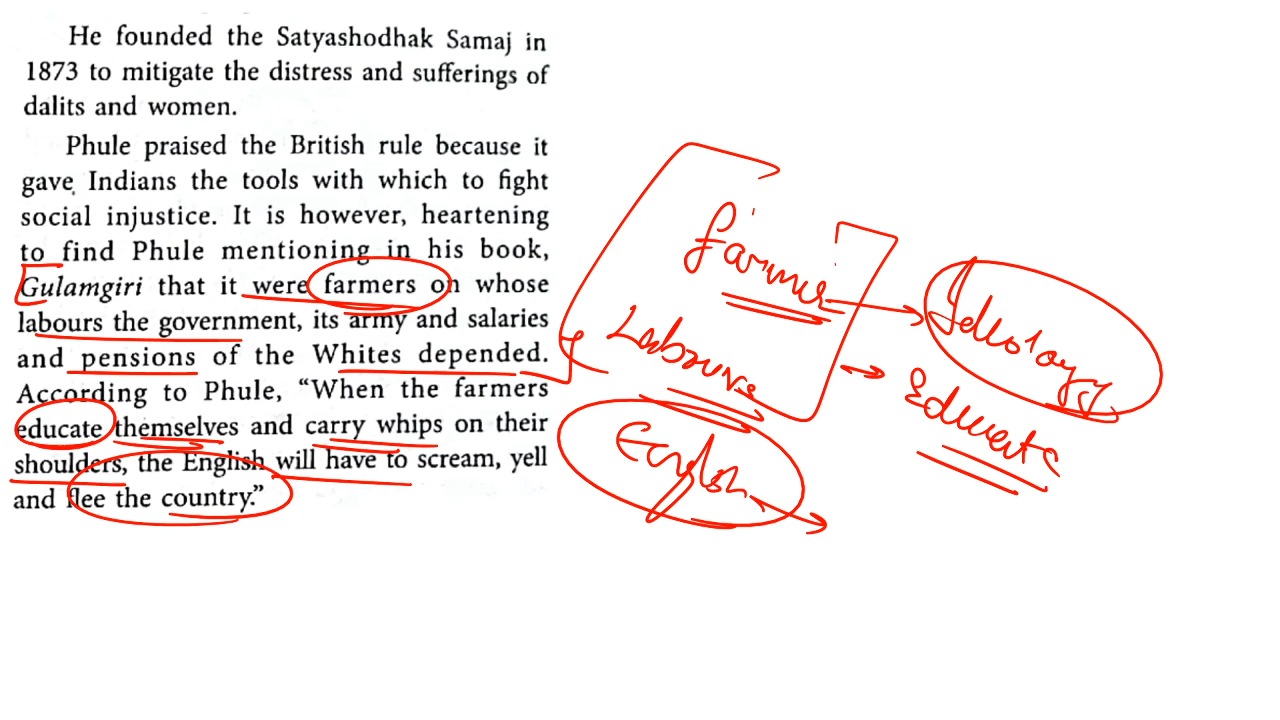 He founded the Satyashodhak Samaj in
1873 to mitigate the distress and sufferings of
dalits and women.
Phule praised the British rule because it
gave Indians the tools with which to fight
social injustice. It is however, heartening
to find Phule mentioning in his book,
Gulamgiri that it were farmers on whose
labours the government, its army and salaries
and pensions of the Whites depended.
According to Phule, “When the farmers
educate themselves and carry whips on their
shoulders, the English will have to scream, yell
and flee the country.”
farmer
Labours
Ideology
Educate